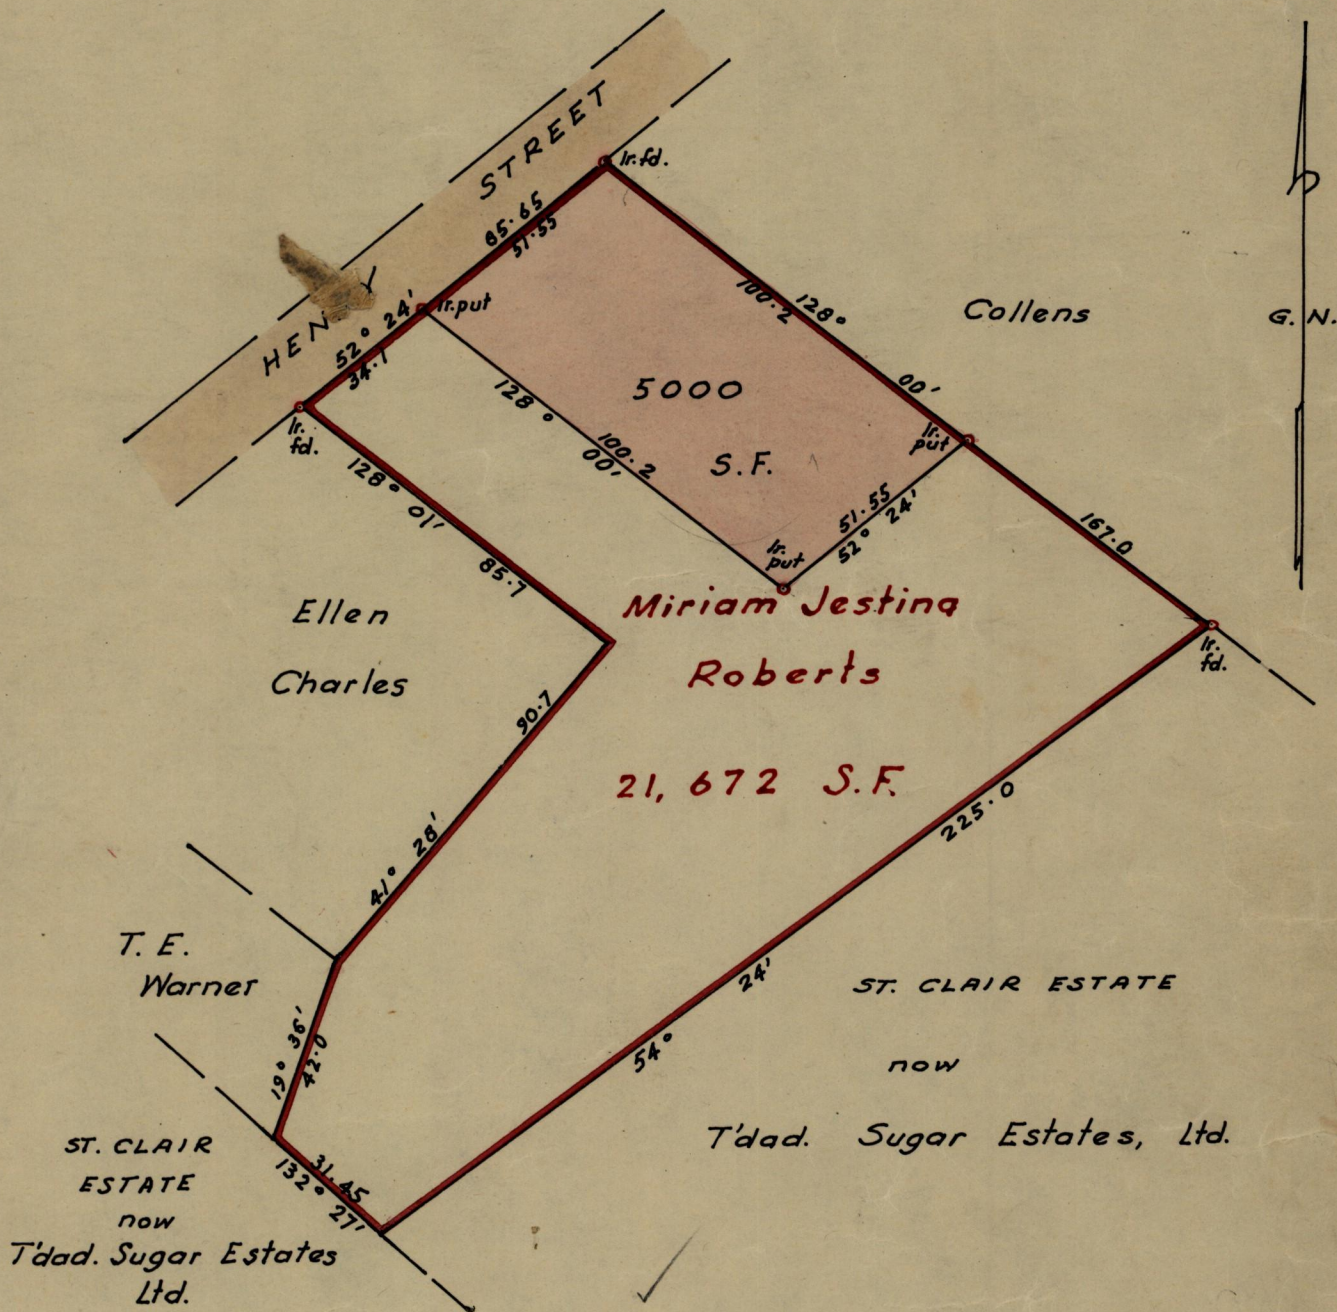 HEN Y STREET
Ir. fd.
85.65
51.55
Ir. put
52° 24'
34.1
Ir.
fd.
100.2
128° 00'
Collens
G. N.
5000
S.F.
128° 00'
100.2
Ir.
put
51.55
52° 24'
Ir.
put
167.0
Ir.
fd.
128° 01'
85.7
Ellen
Charles
Miriam Jestina
Roberts
21,672 S.F.
90.7
41° 28'
225.0
54° 24'
T. E.
Warner
19° 36'
42.0
ST. CLAIR ESTATE
now
T'dad. Sugar Estates, Ltd.
31.45
132° 27'
ST. CLAIR
ESTATE
now
T'dad. Sugar Estates
Ltd.